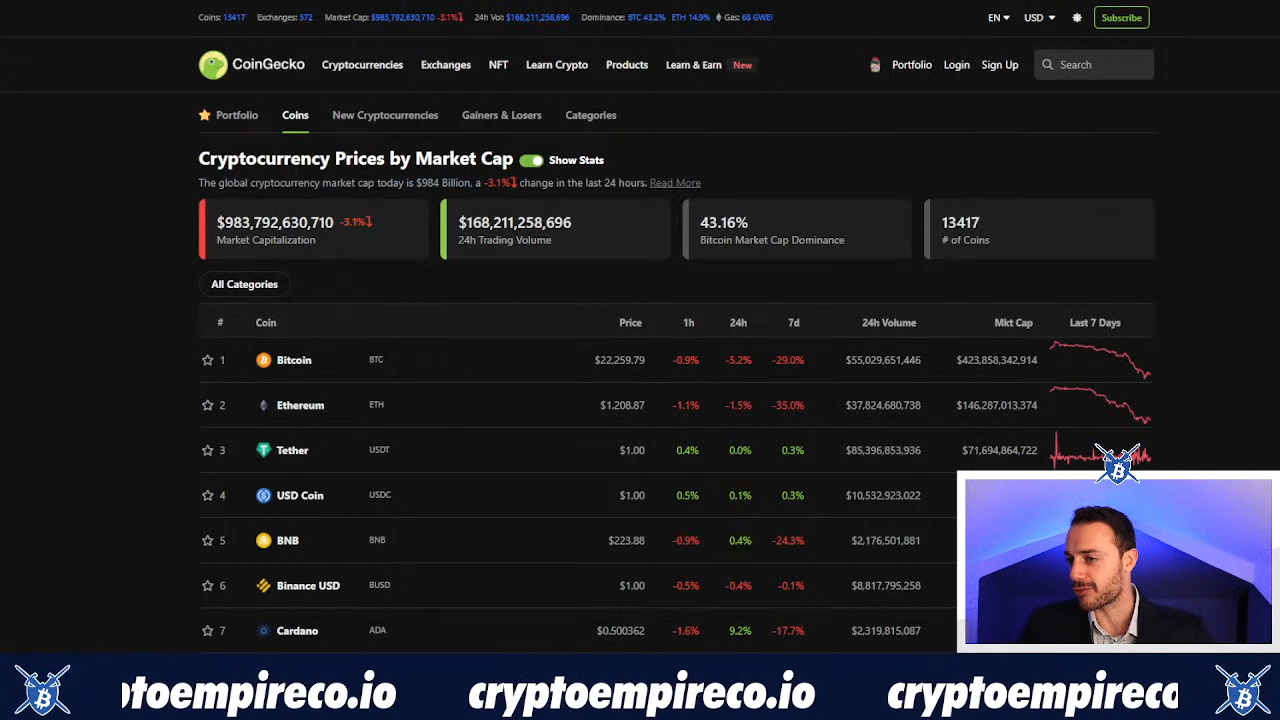 Coins: 13417 Exchanges: 572 Market Cap: $983,792,630,710 -3.1% 24h Vol: $168,211,258,696 Dominance: BTC 43.2% ETH 14.9% Gas: 68 GWEI EN USD Subscribe
CoinGecko Cryptocurrencies Exchanges NFT Learn Crypto Products Learn & Earn New Portfolio Login Sign Up Search
Portfolio Coins New Cryptocurrencies Gainers & Losers Categories
Cryptocurrency Prices by Market Cap Show Stats
The global cryptocurrency market cap today is $984 Billion, a -3.1% change in the last 24 hours. Read More
$983,792,630,710 -3.1% $168,211,258,696 43.16% 13417
Market Capitalization 24h Trading Volume Bitcoin Market Cap Dominance # of Coins
All Categories
# Coin Price 1h 24h 7d 24h Volume Mkt Cap Last 7 Days
1 Bitcoin BTC $22,259.79 -0.9% -5.2% -29.0% $55,029,651,446 $423,858,342,914
2 Ethereum ETH $1,208.87 -1.1% -1.5% -35.0% $37,824,680,738 $146,287,013,374
3 Tether USDT $1.00 0.4% 0.0% 0.3% $85,396,853,936 $71,694,864,722
4 USD Coin USDC $1.00 0.5% 0.1% 0.3% $10,532,923,022
5 BNB BNB $223.88 -0.9% 0.4% -24.3% $2,176,501,881
6 Binance USD BUSD $1.00 -0.5% -0.4% -0.1% $8,817,795,258
7 Cardano ADA $0.500362 -1.6% 9.2% -17.7% $2,319,815,087
ptoempireco.io cryptoempireco.io cryptoempirecc